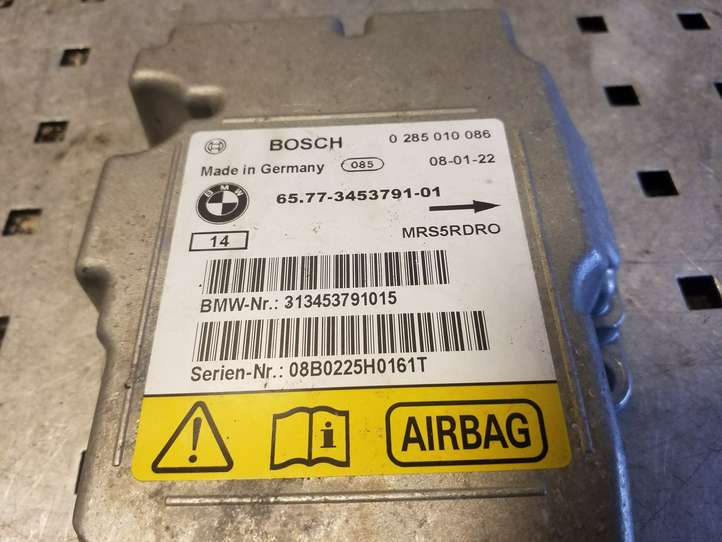 BOSCH 0 285 010 086
Made in Germany 085 08-01-22
BMW 65.77-3453791-01
14 MRS5RDRO
BMW-Nr.: 313453791015
Serien-Nr.: 08B0225H0161T
! i AIRBAG